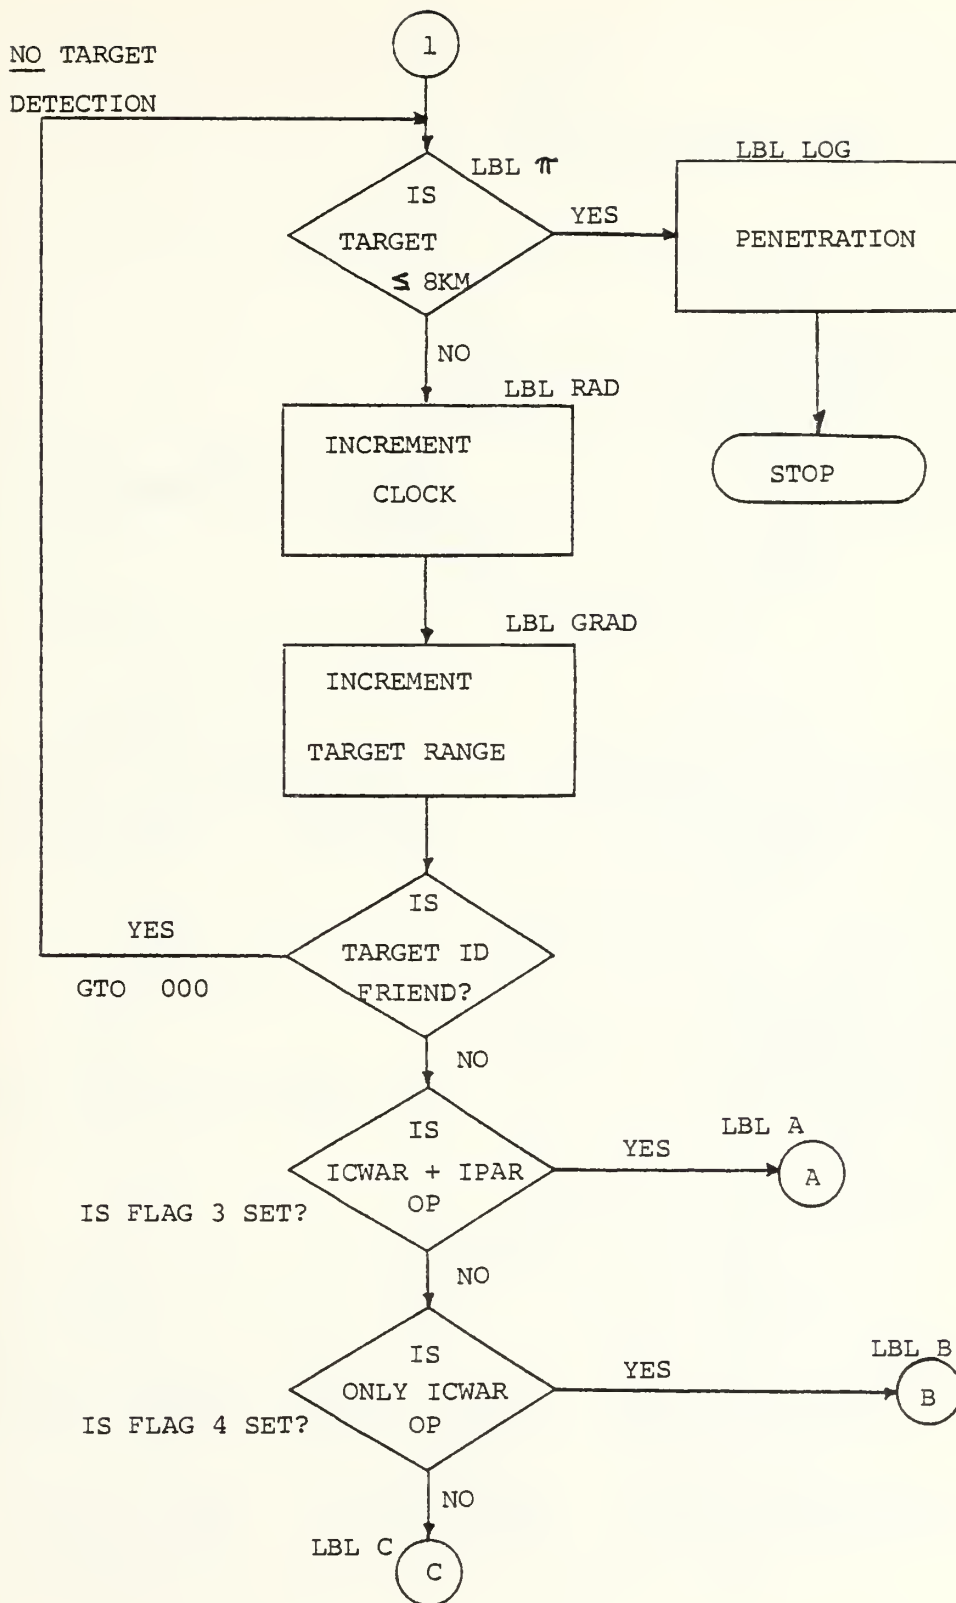 1
NO TARGET
DETECTION
LBL π
LBL LOG
IS
TARGET
≤ 8KM
YES
PENETRATION
NO
STOP
LBL RAD
INCREMENT
CLOCK
LBL GRAD
INCREMENT
TARGET RANGE
IS
TARGET ID
FRIEND?
YES
GTO 000
NO
IS
ICWAR + IPAR
OP
IS FLAG 3 SET?
YES
LBL A
A
NO
IS
ONLY ICWAR
OP
IS FLAG 4 SET?
YES
LBL B
B
NO
LBL C
C